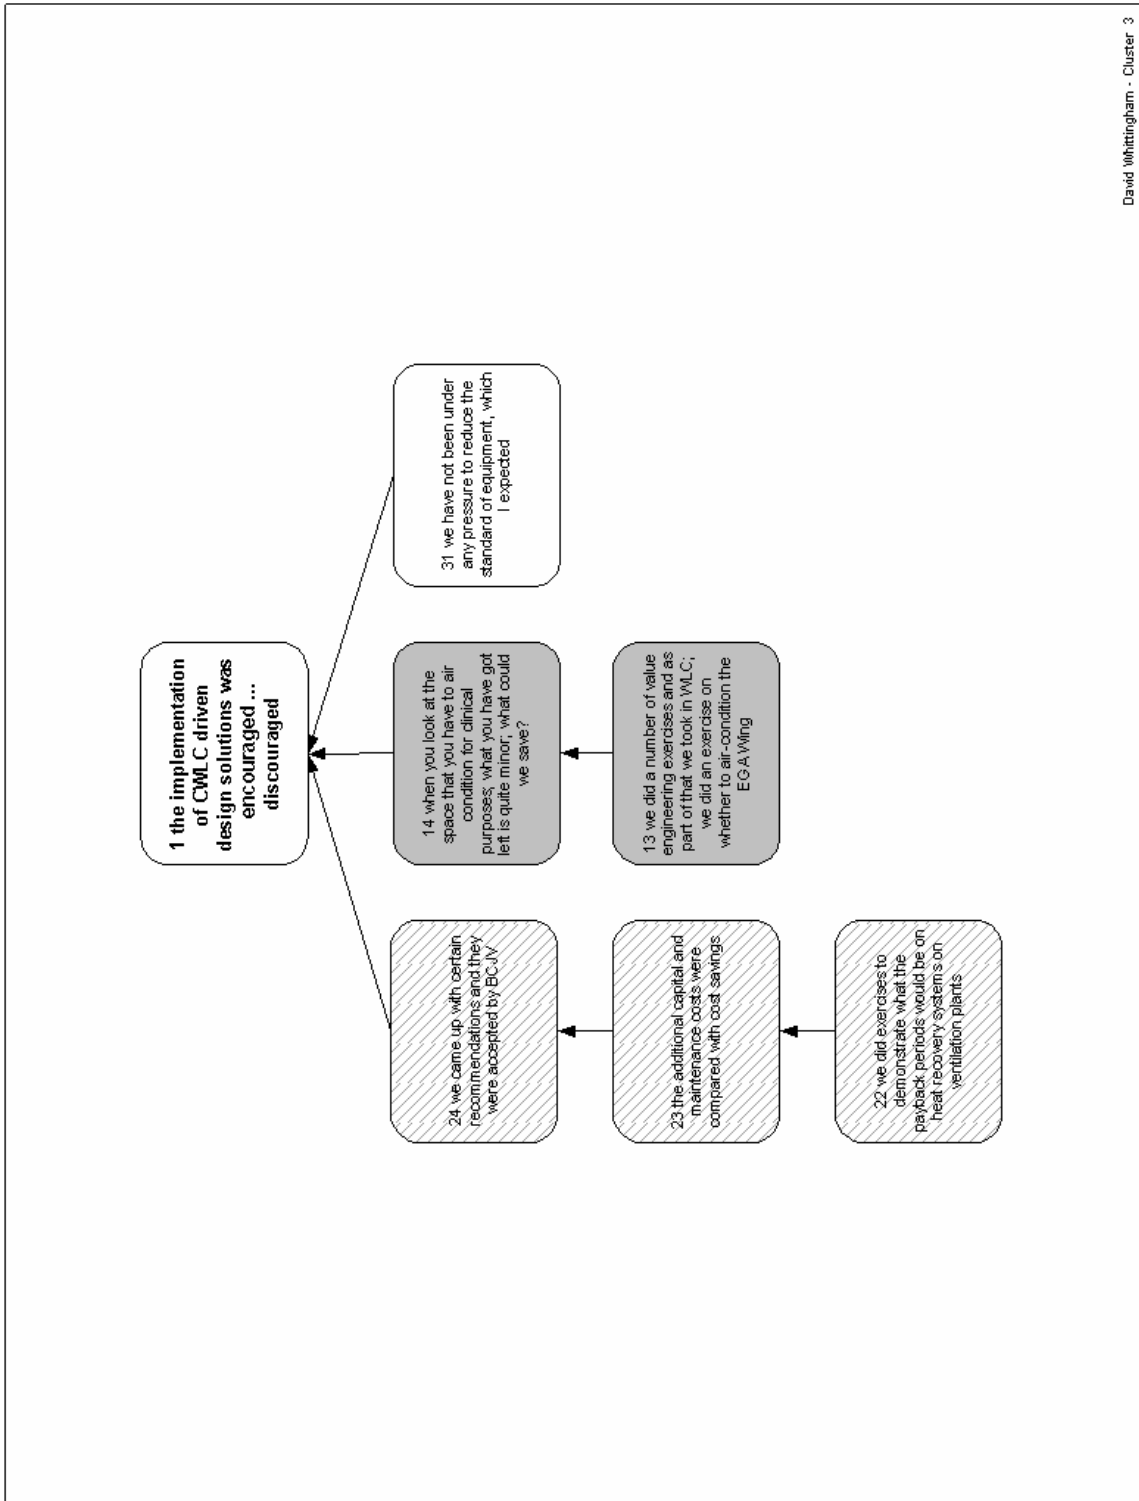 1 the implementation
of CWLC driven
design solutions was
encouraged ...
discouraged
24 we came up with certain
recommendations and they
were accepted by BCJV
14 when you look at the
space that you have to air
condition for clinical
purposes; what you have got
left is quite minor; what could
we save?
31 we have not been under
any pressure to reduce the
standard of equipment, which
I expected
23 the additional capital and
maintenance costs were
compared with cost savings
13 we did a number of value
engineering exercises and as
part of that we took in WLC;
we did an exercise on
whether to air-condition the
EGA Wing
22 we did exercises to
demonstrate what the
payback periods would be on
heat recovery systems on
ventilation plants
David Whittingham - Cluster 3